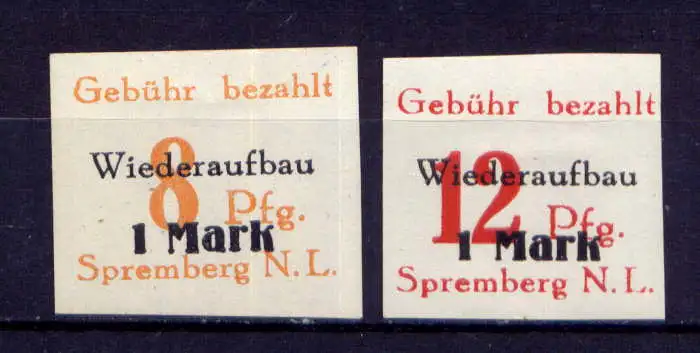 Gebühr bezahlt
Wiederaufbau
8 Pfg.
1 Mark
Spremberg N.L.
Gebühr bezahlt
Wiederaufbau
12 Pfg.
1 Mark
Spremberg N.L.